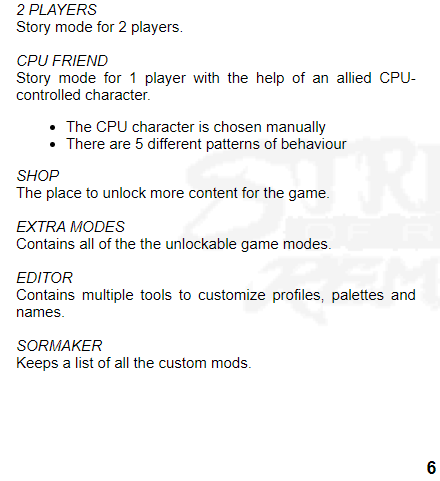 2 PLAYERS
Story mode for 2 players.
CPU FRIEND
Story mode for 1 player with the help of an allied CPU-
controlled character.
• The CPU character is chosen manually
• There are 5 different patterns of behaviour
SHOP
The place to unlock more content for the game.
EXTRA MODES
Contains all of the the unlockable game modes.
EDITOR
Contains multiple tools to customize profiles, palettes and
names.
SORMAKER
Keeps a list of all the custom mods.
STRE
OF R
REM
6